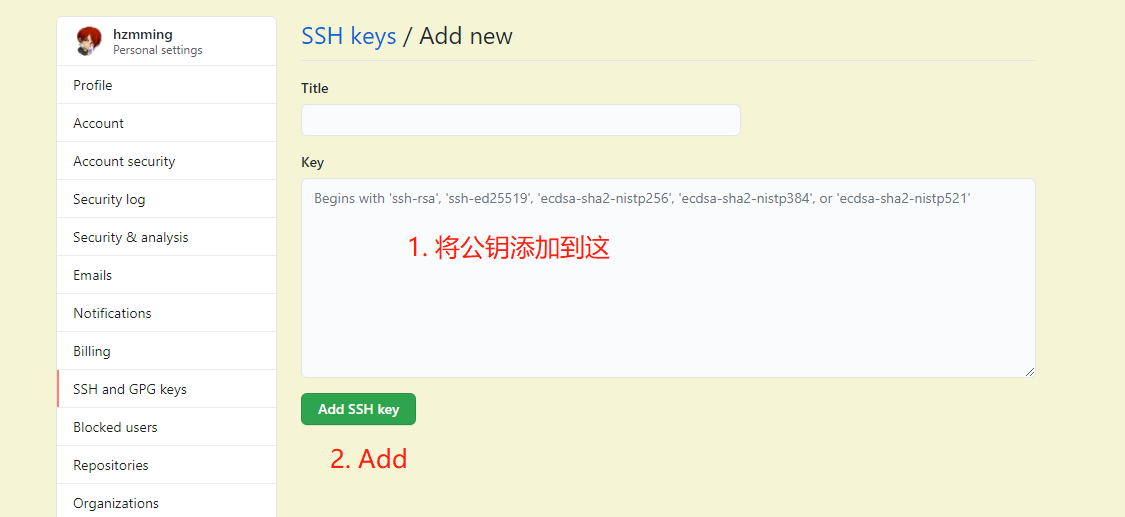 hzmming
Personal settings
Profile
Account
Account security
Security log
Security & analysis
Emails
Notifications
Billing
SSH and GPG keys
Blocked users
Repositories
Organizations
SSH keys / Add new
Title
Key
Begins with 'ssh-rsa', 'ssh-ed25519', 'ecdsa-sha2-nistp256', 'ecdsa-sha2-nistp384', or 'ecdsa-sha2-nistp521'
1. 将公钥添加到这
Add SSH key
2. Add